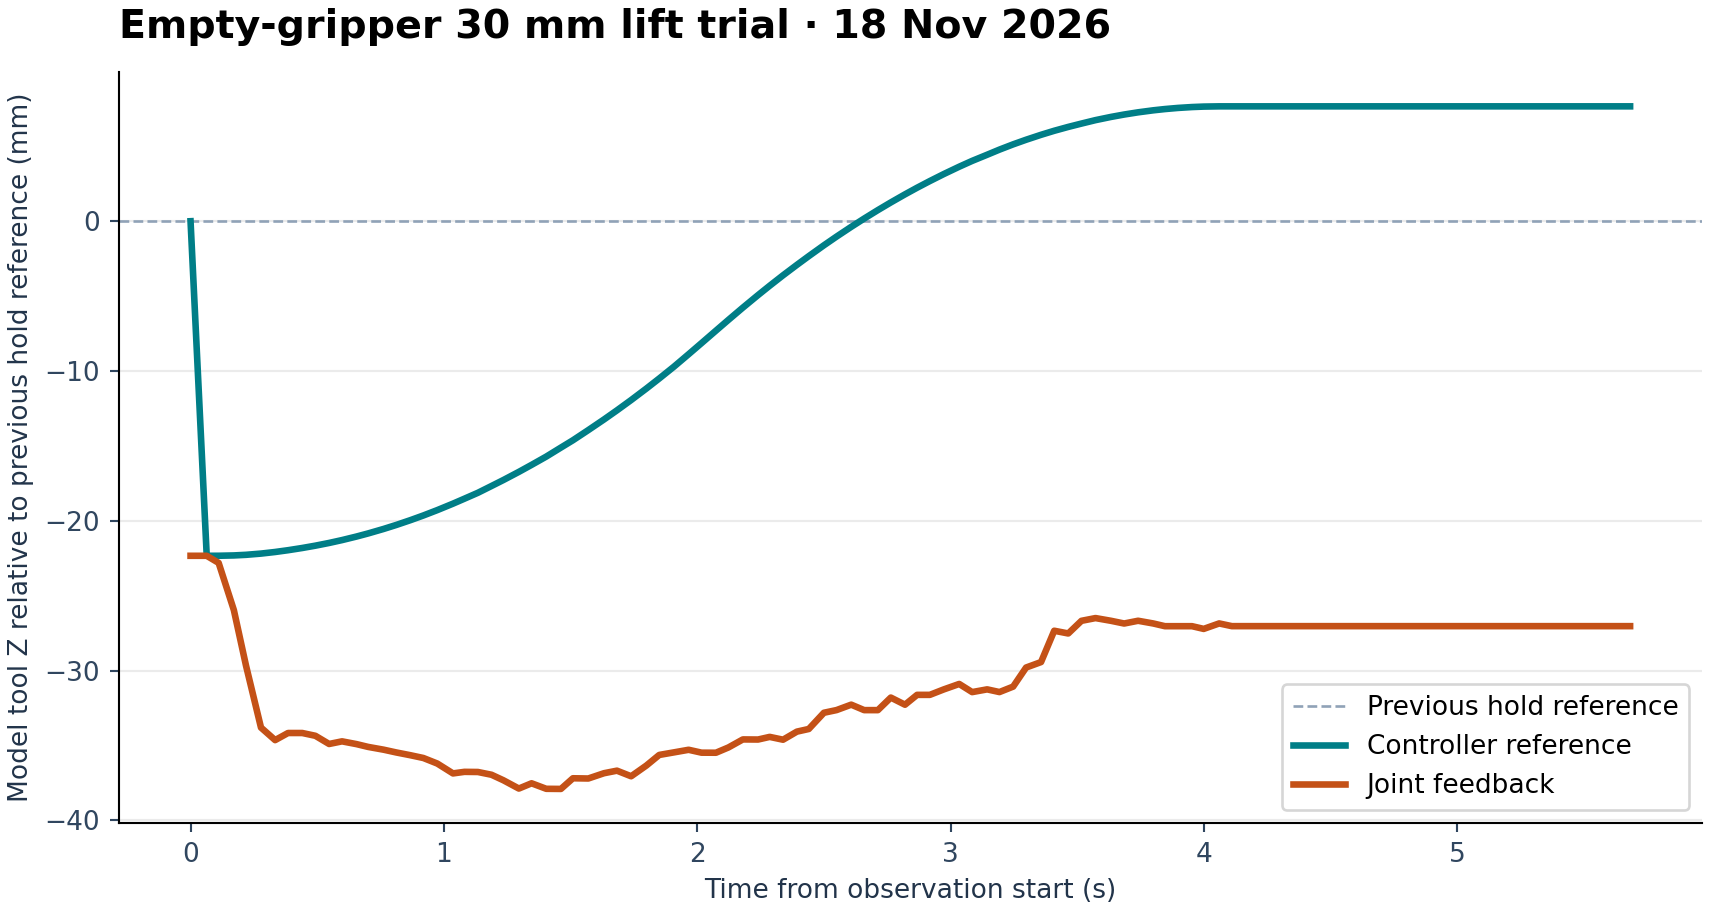 Empty-gripper 30 mm lift trial · 18 Nov 2026
Model tool Z relative to previous hold reference (mm)
0
−10
−20
−30
−40
Previous hold reference
Controller reference
Joint feedback
0 1 2 3 4 5
Time from observation start (s)